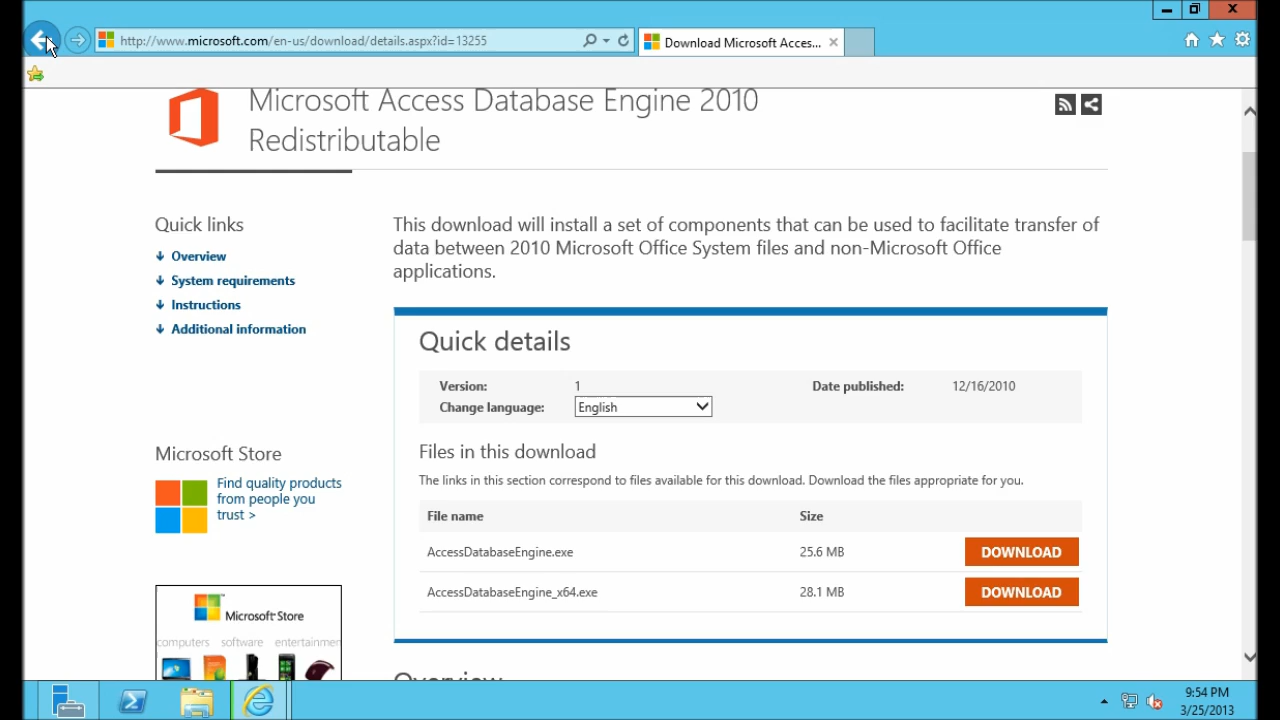 http://www.microsoft.com/en-us/download/details.aspx?id=13255
Download Microsoft Acces...
Microsoft Access Database Engine 2010
Redistributable
Quick links
Overview
System requirements
Instructions
Additional information
Microsoft Store
Find quality products
from people you
trust >
Microsoft Store
computers software entertainmen
This download will install a set of components that can be used to facilitate transfer of
data between 2010 Microsoft Office System files and non-Microsoft Office
applications.
Quick details
Version: 1 Date published: 12/16/2010
Change language: English
Files in this download
The links in this section correspond to files available for this download. Download the files appropriate for you.
File name Size
AccessDatabaseEngine.exe 25.6 MB DOWNLOAD
AccessDatabaseEngine_x64.exe 28.1 MB DOWNLOAD
Overview
9:54 PM
3/25/2013